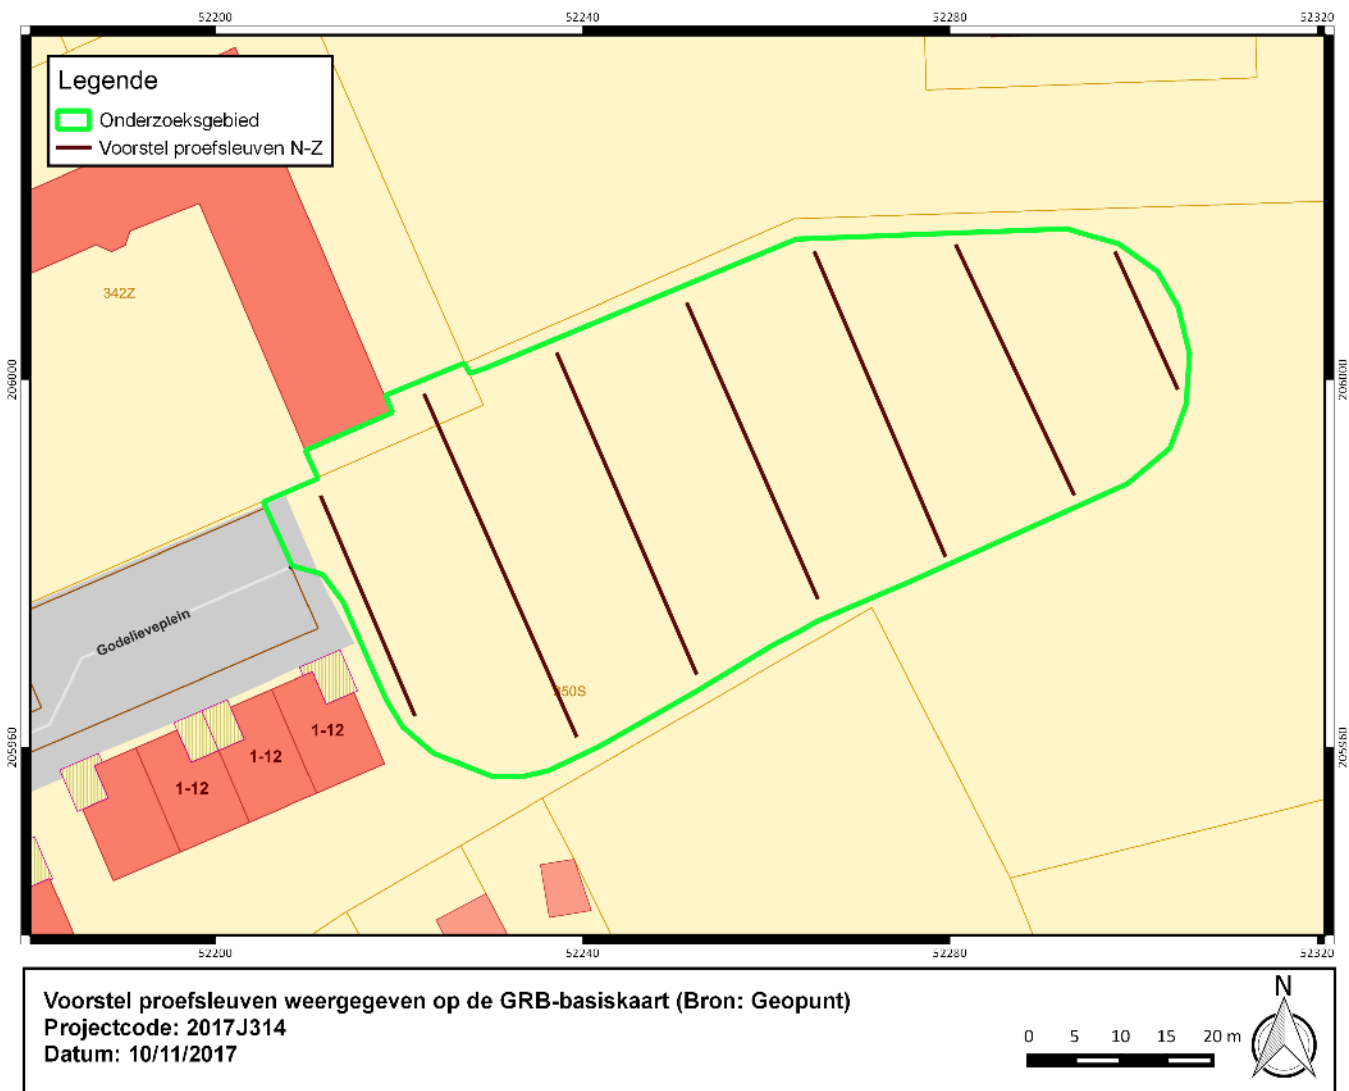 52200 52240 52280 52320
Legende
Onderzoeksgebied
Voorstel proefsleuven N-Z
342Z
206000 206000
Godelieveplein
350S
1-12
1-12
1-12
205960 205960
52200 52240 52280 52320
Voorstel proefsleuven weergegeven op de GRB-basiskaart (Bron: Geopunt)
Projectcode: 2017J314
Datum: 10/11/2017
0 5 10 15 20 m
N